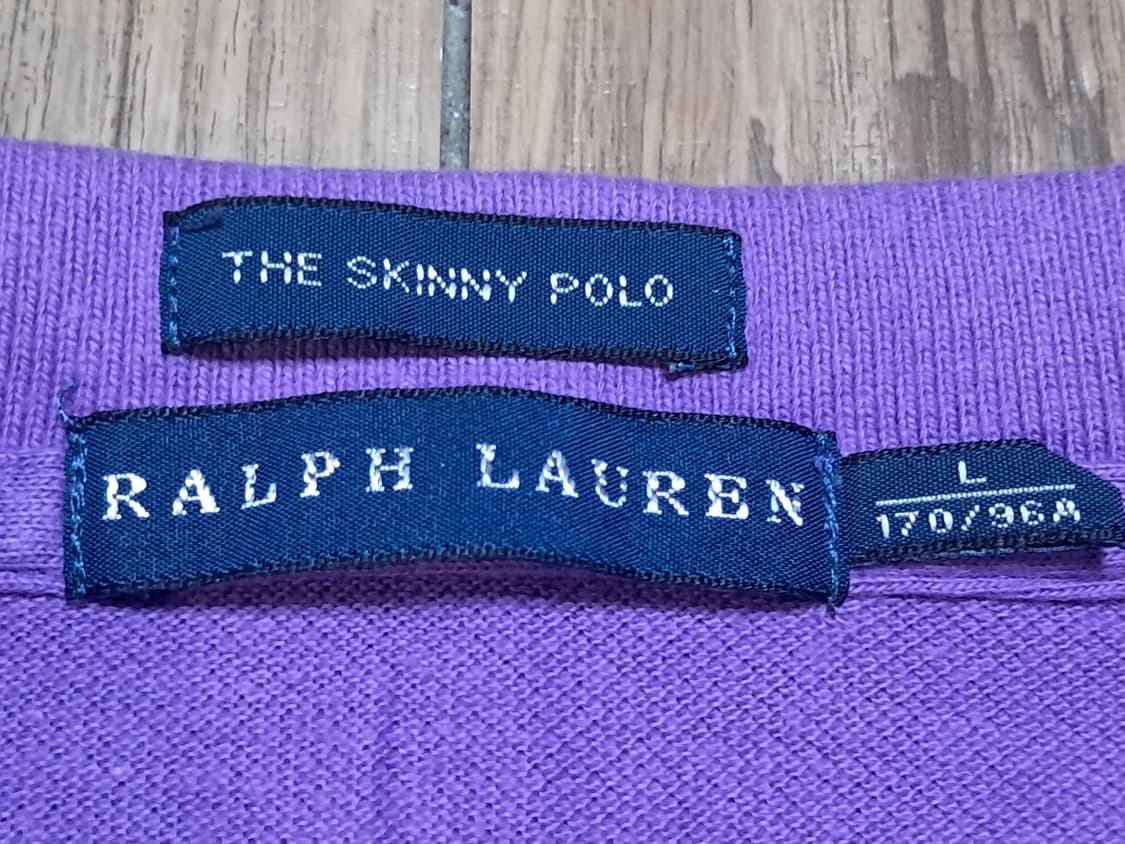 THE SKINNY POLO
RALPH LAUREN
L
170/96A